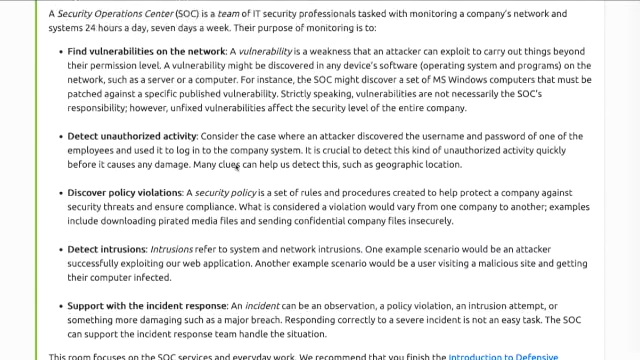 A Security Operations Center (SOC) is a team of IT security professionals tasked with monitoring a company's network and
systems 24 hours a day, seven days a week. Their purpose of monitoring is to:
• Find vulnerabilities on the network: A vulnerability is a weakness that an attacker can exploit to carry out things beyond
their permission level. A vulnerability might be discovered in any device's software (operating system and programs) on the
network, such as a server or a computer. For instance, the SOC might discover a set of MS Windows computers that must be
patched against a specific published vulnerability. Strictly speaking, vulnerabilities are not necessarily the SOC's
responsibility; however, unfixed vulnerabilities affect the security level of the entire company.
• Detect unauthorized activity: Consider the case where an attacker discovered the username and password of one of the
employees and used it to log in to the company system. It is crucial to detect this kind of unauthorized activity quickly
before it causes any damage. Many clues can help us detect this, such as geographic location.
• Discover policy violations: A security policy is a set of rules and procedures created to help protect a company against
security threats and ensure compliance. What is considered a violation would vary from one company to another; examples
include downloading pirated media files and sending confidential company files insecurely.
• Detect intrusions: Intrusions refer to system and network intrusions. One example scenario would be an attacker
successfully exploiting our web application. Another example scenario would be a user visiting a malicious site and getting
their computer infected.
• Support with the incident response: An incident can be an observation, a policy violation, an intrusion attempt, or
something more damaging such as a major breach. Responding correctly to a severe incident is not an easy task. The SOC
can support the incident response team handle the situation.
This room focuses on the SOC services and everyday work. We recommend that you finish the Introduction to Defensive